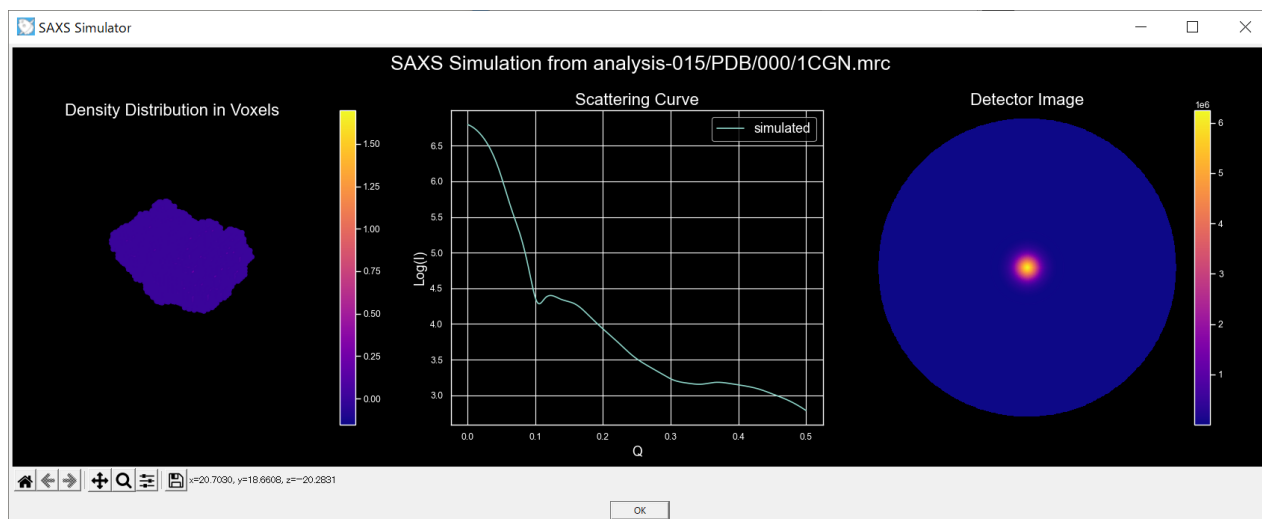 SAXS Simulator
SAXS Simulation from analysis-015/PDB/000/1CGN.mrc
Density Distribution in Voxels
1.50
1.25
1.00
0.75
0.50
0.25
0.00
Scattering Curve
simulated
Log(I)
6.5
6.0
5.5
5.0
4.5
4.0
3.5
3.0
0.0 0.1 0.2 0.3 0.4 0.5
Q
Detector Image
1e6
6
5
4
3
2
1
x=20.7030, y=18.6608, z=−20.2831
OK